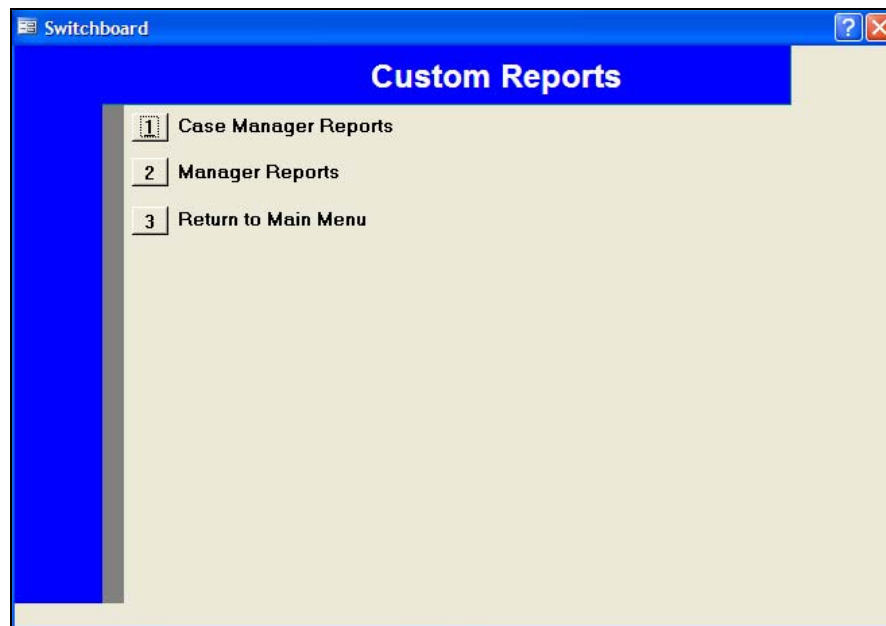 Switchboard
Custom Reports
1 Case Manager Reports
2 Manager Reports
3 Return to Main Menu